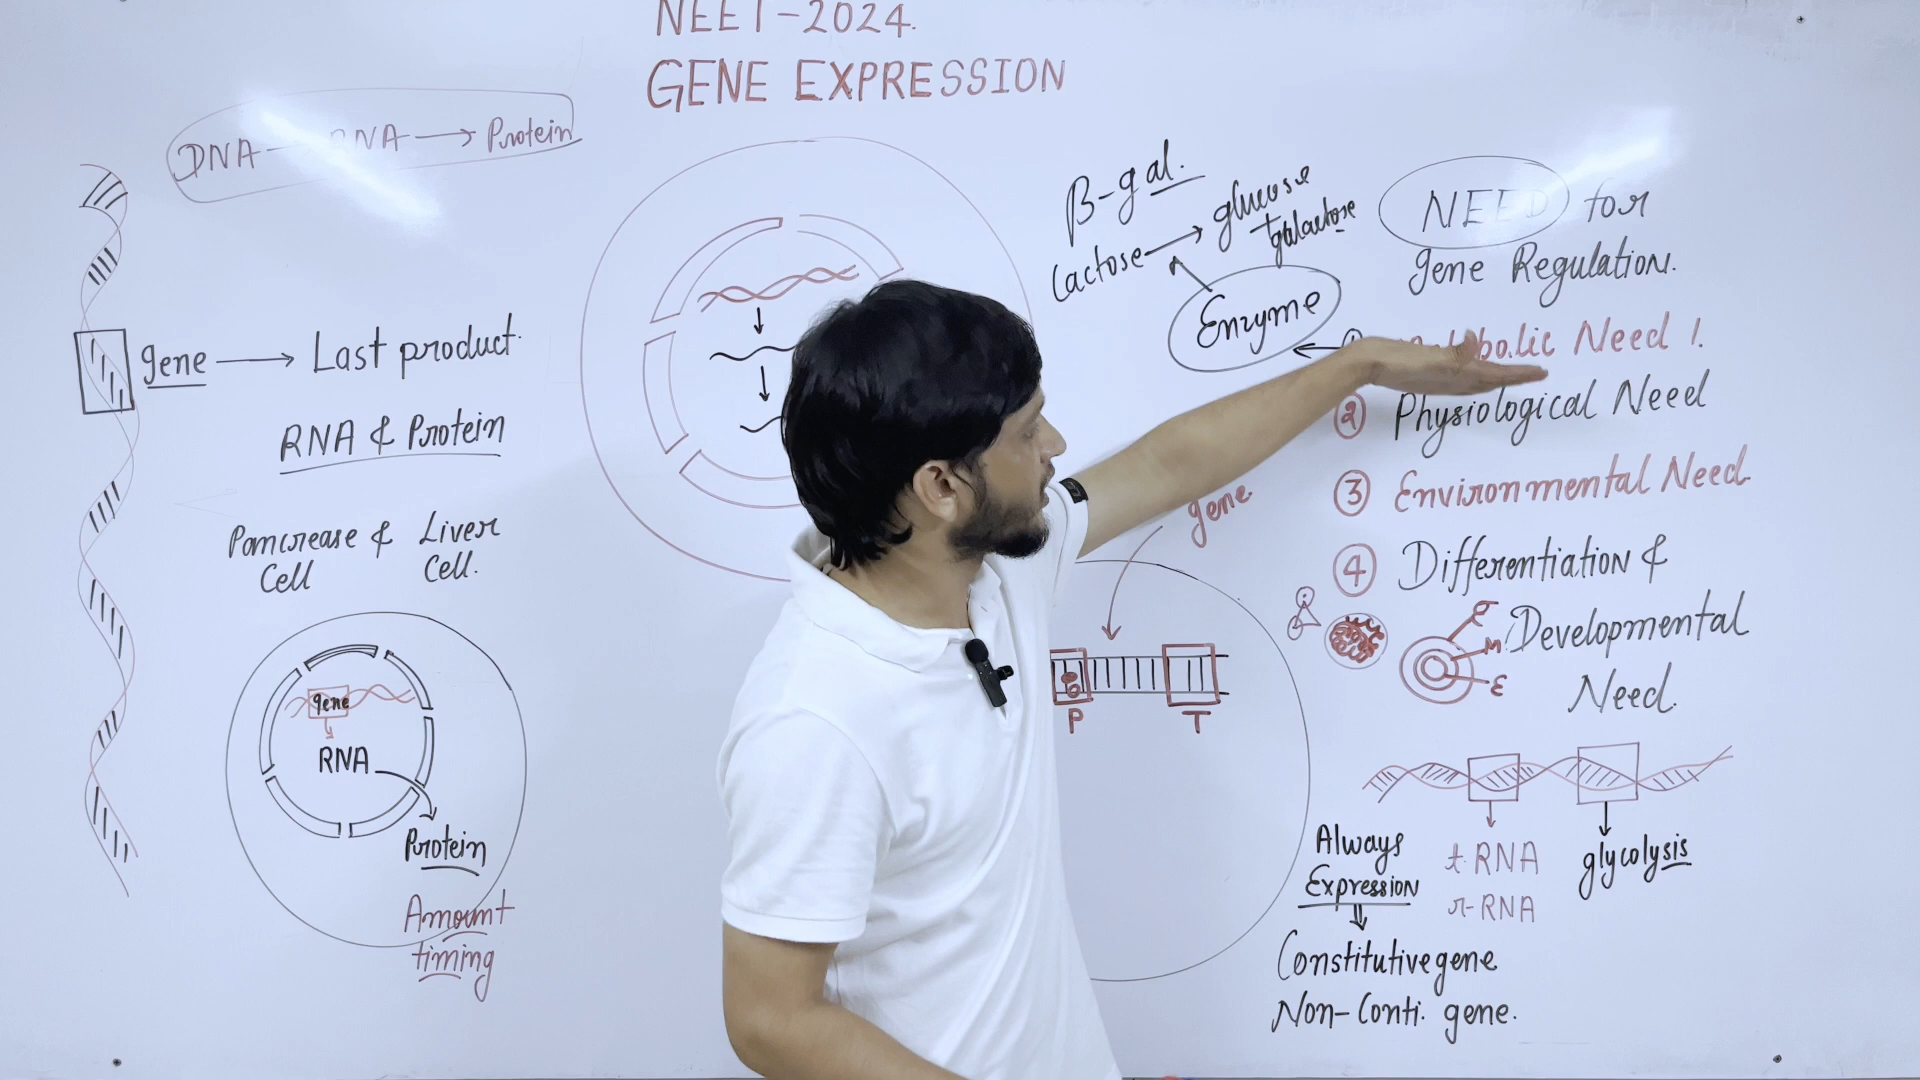 NEET-2024.
GENE EXPRESSION
DNA RNA → Protein
gene → Last product.
RNA & Protein
Pancrease & Liver
Cell Cell.
gene
RNA
Protein
Amount
timing
β-gal.
Lactose → glucose
+galactose
Enzyme
NEED for
gene Regulation.
Need 1.
② Physiological Need
③ Environmental Need
④ Differentiation &
Developmental
Need.
E
M
E
gene
P T
Always
Expression
t-RNA
r-RNA
glycolysis
Constitutive gene
Non-Conti. gene.